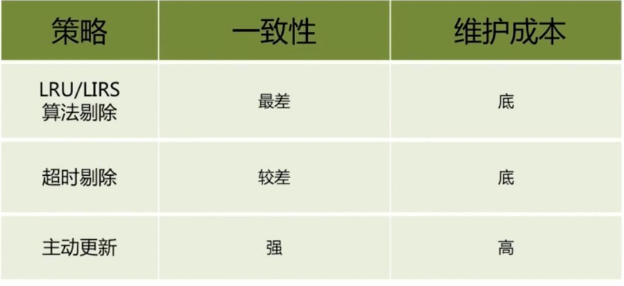 策略 一致性 维护成本
LRU/LIRS
算法剔除 最差 底
超时剔除 较差 底
主动更新 强 高